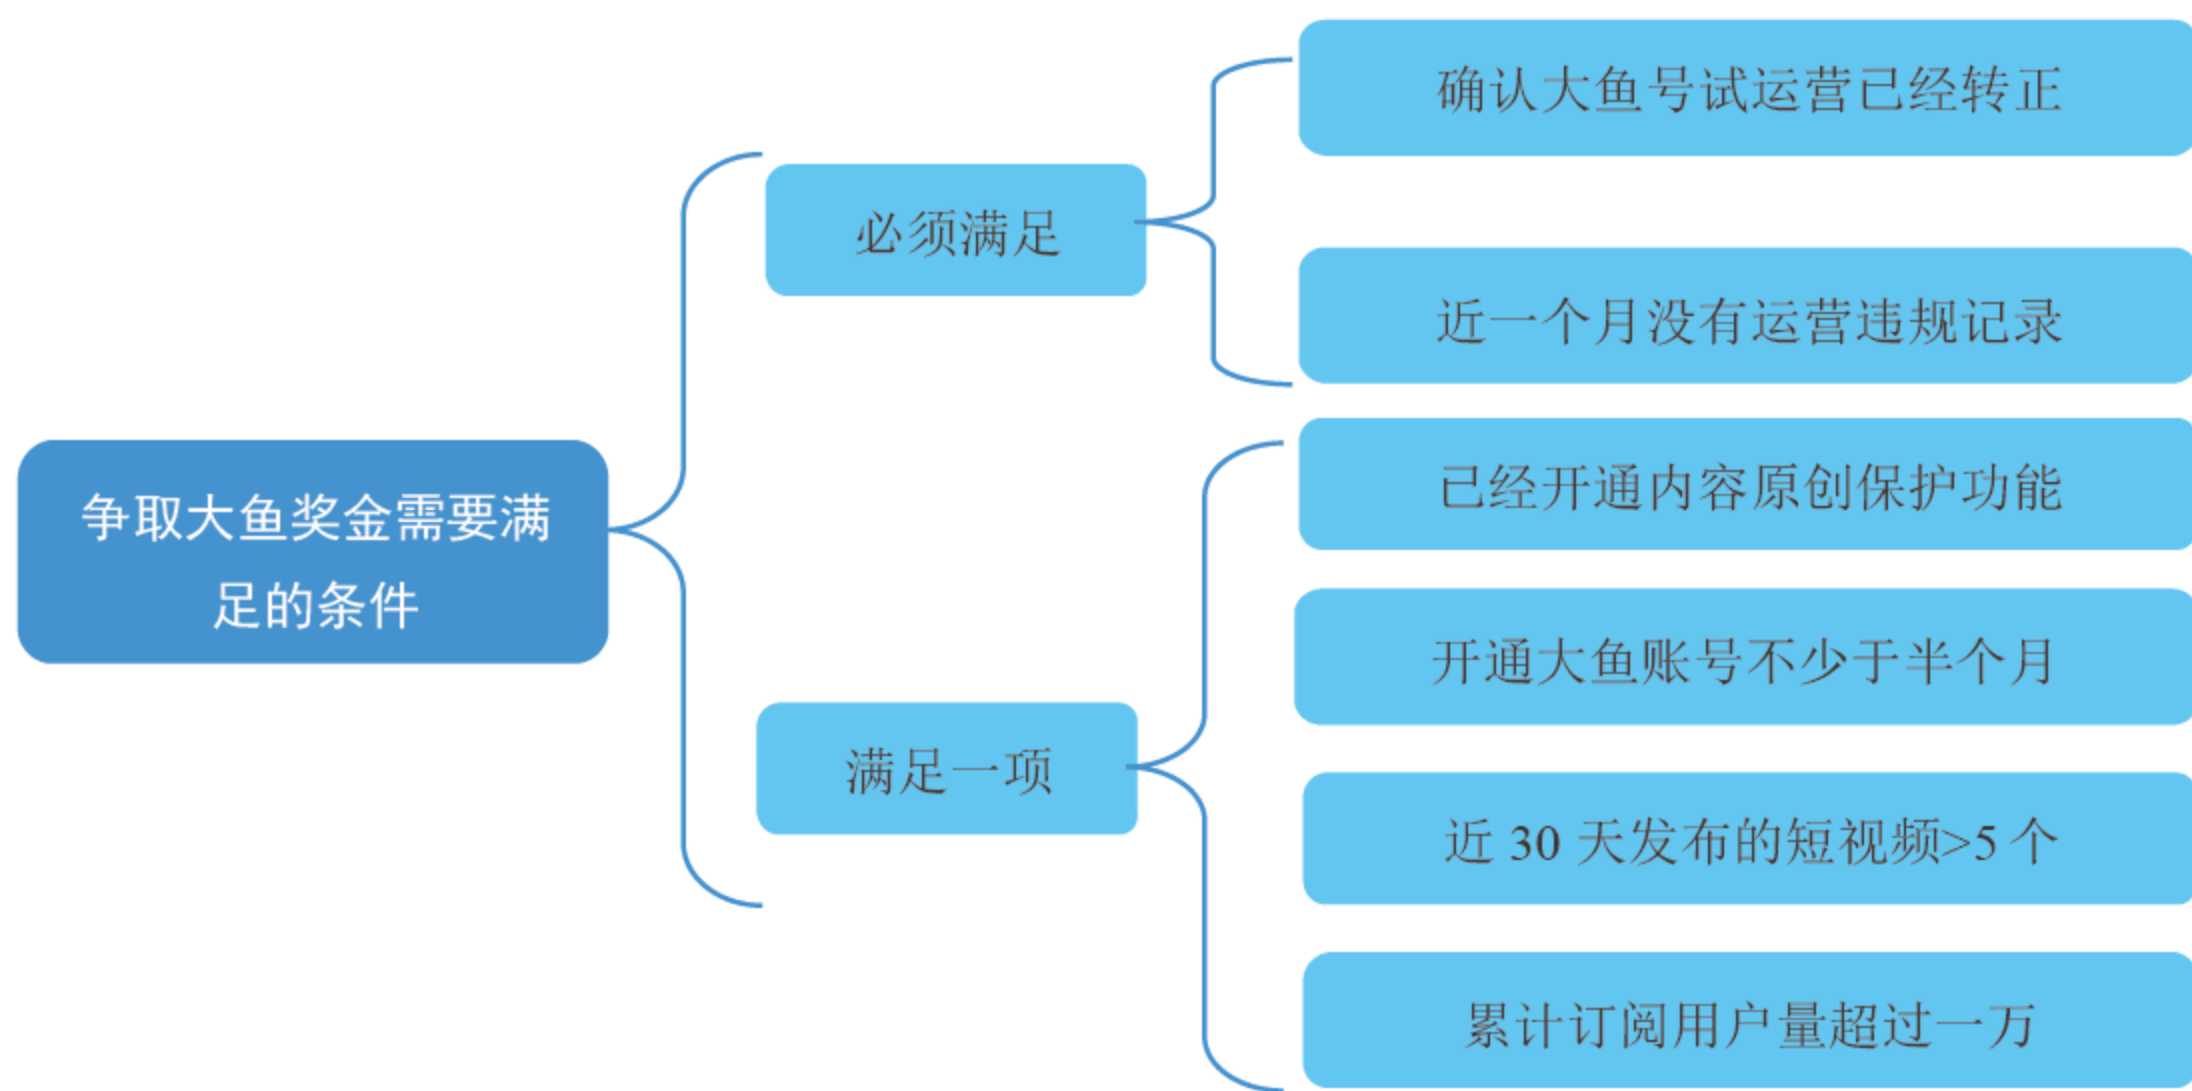 争取大鱼奖金需要满
足的条件
必须满足
确认大鱼号试运营已经转正
近一个月没有运营违规记录
满足一项
已经开通内容原创保护功能
开通大鱼账号不少于半个月
近 30 天发布的短视频>5 个
累计订阅用户量超过一万